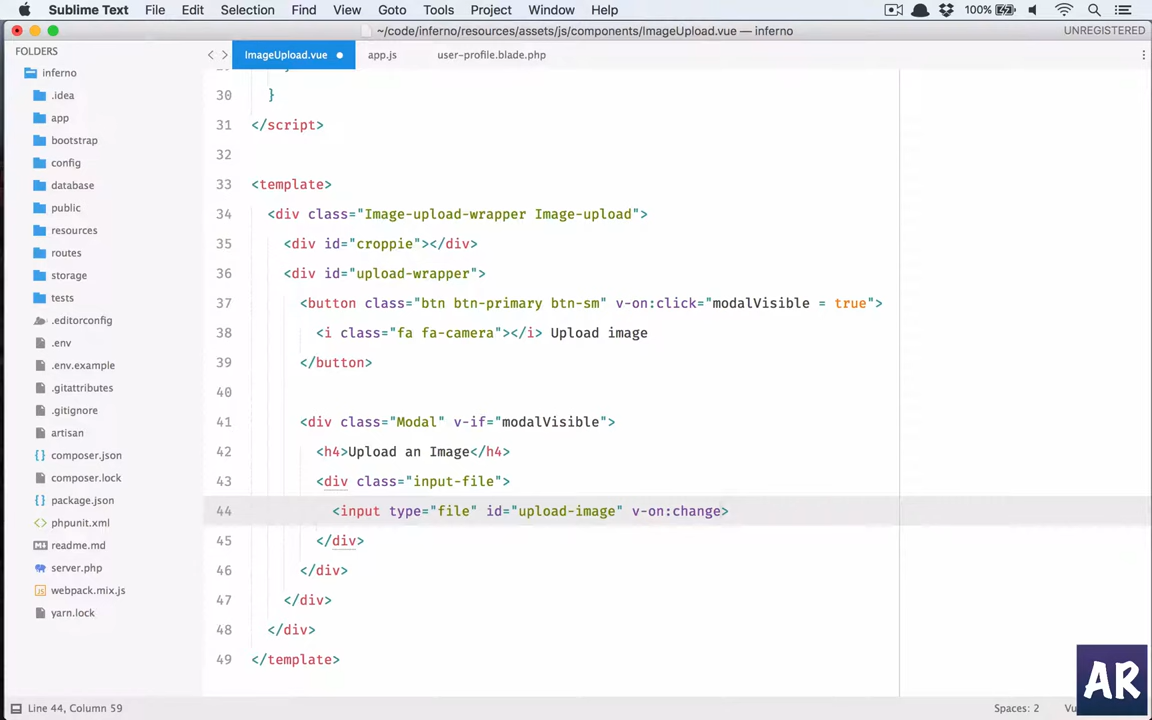 Sublime Text File Edit Selection Find View Goto Tools Project Window Help 100%
~/code/inferno/resources/assets/js/components/ImageUpload.vue — inferno UNREGISTERED
FOLDERS
inferno
.idea
app
bootstrap
config
database
public
resources
routes
storage
tests
.editorconfig
.env
.env.example
.gitattributes
.gitignore
artisan
composer.json
composer.lock
package.json
phpunit.xml
readme.md
server.php
webpack.mix.js
yarn.lock
ImageUpload.vue app.js user-profile.blade.php
30 }
31 </script>
32
33 <template>
34 <div class="Image-upload-wrapper Image-upload">
35 <div id="croppie"></div>
36 <div id="upload-wrapper">
37 <button class="btn btn-primary btn-sm" v-on:click="modalVisible = true">
38 <i class="fa fa-camera"></i> Upload image
39 </button>
40
41 <div class="Modal" v-if="modalVisible">
42 <h4>Upload an Image</h4>
43 <div class="input-file">
44 <input type="file" id="upload-image" v-on:change>
45 </div>
46 </div>
47 </div>
48 </div>
49 </template>
Line 44, Column 59 Spaces: 2
AR